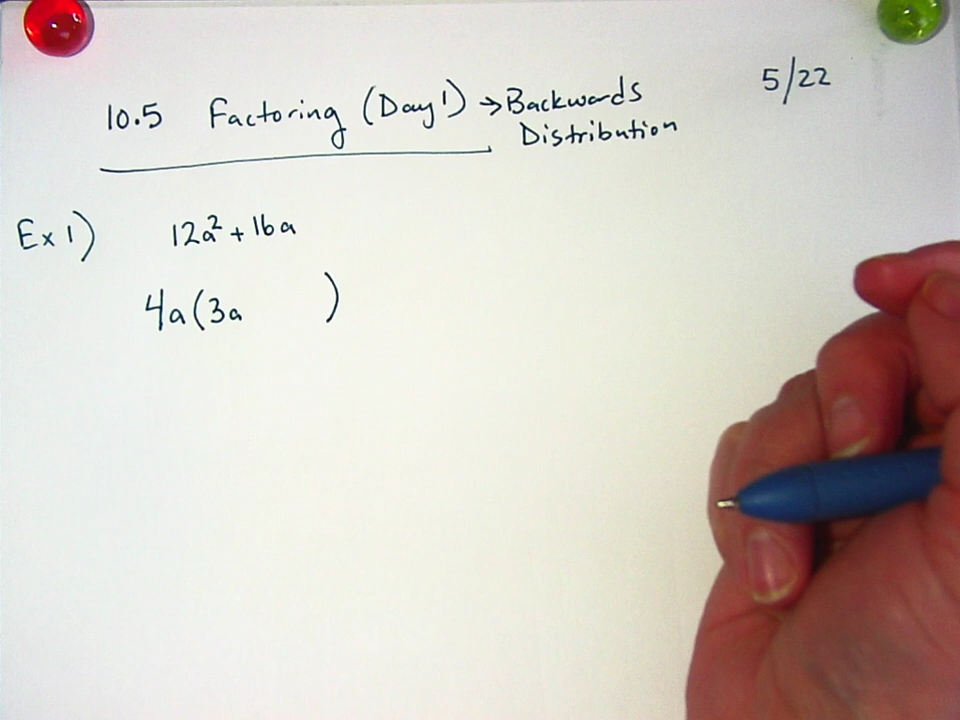 5/22
10.5 Factoring (Day 1) → Backwards
Distribution
Ex 1) 12a² + 16a
4a(3a )